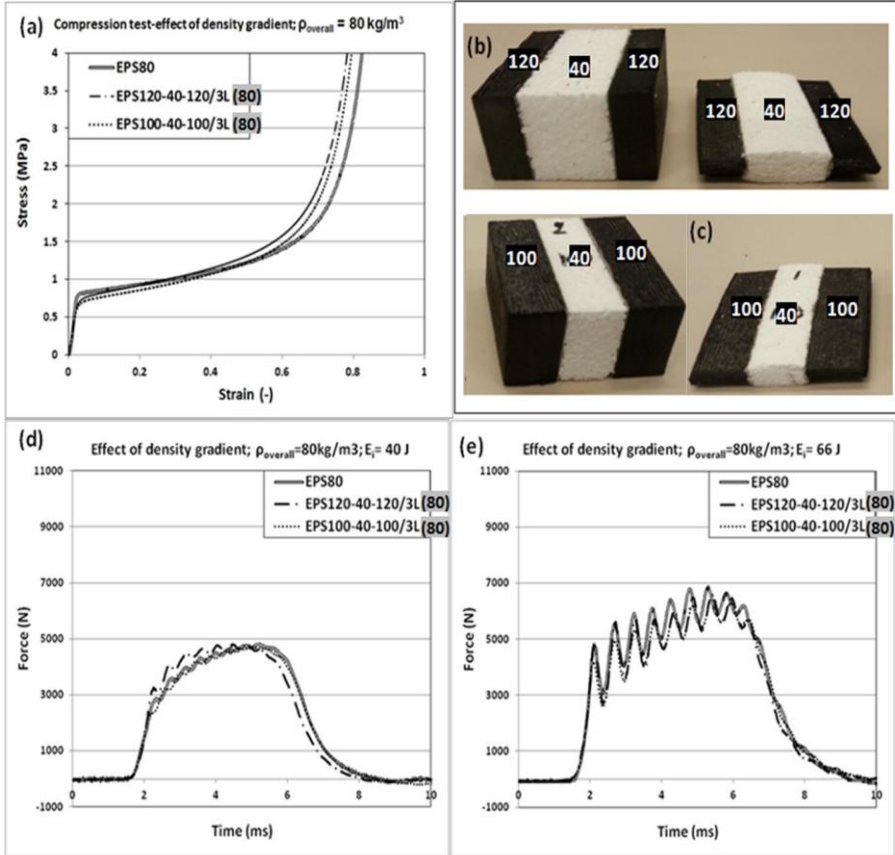 (a)
Compression test-effect of density gradient; ρoverall = 80 kg/m³
4
3.5
3
2.5
2
1.5
1
0.5
0
Stress (MPa)
EPS80
EPS120-40-120/3L (80)
EPS100-40-100/3L (80)
0
0.2
0.4
0.6
0.8
1
Strain (-)
(b)
120
40
120
120
40
120
100
2
40
100
(c)
100
40
100
(d)
Effect of density gradient; ρoverall=80kg/m3; Ei= 40 J
11000
9000
7000
5000
3000
1000
-1000
Force (N)
EPS80
EPS120-40-120/3L (80)
EPS100-40-100/3L (80)
0
2
4
6
8
10
Time (ms)
(e)
Effect of density gradient; ρoverall=80kg/m3; Ei= 66 J
11000
9000
7000
5000
3000
1000
-1000
Force (N)
EPS80
EPS120-40-120/3L (80)
EPS100-40-100/3L (80)
0
2
4
6
8
10
Time (ms)